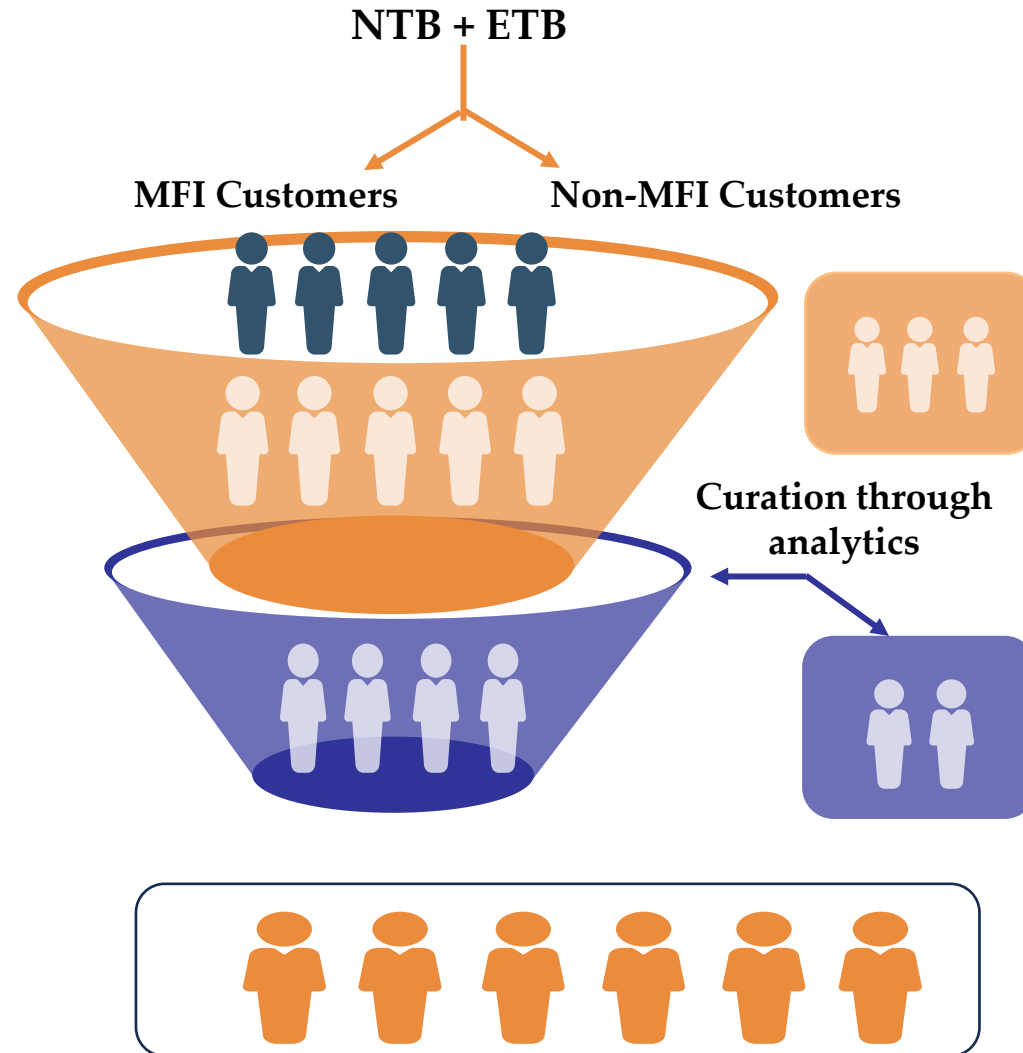 NTB + ETB
MFI Customers
Non-MFI Customers
Curation through
analytics